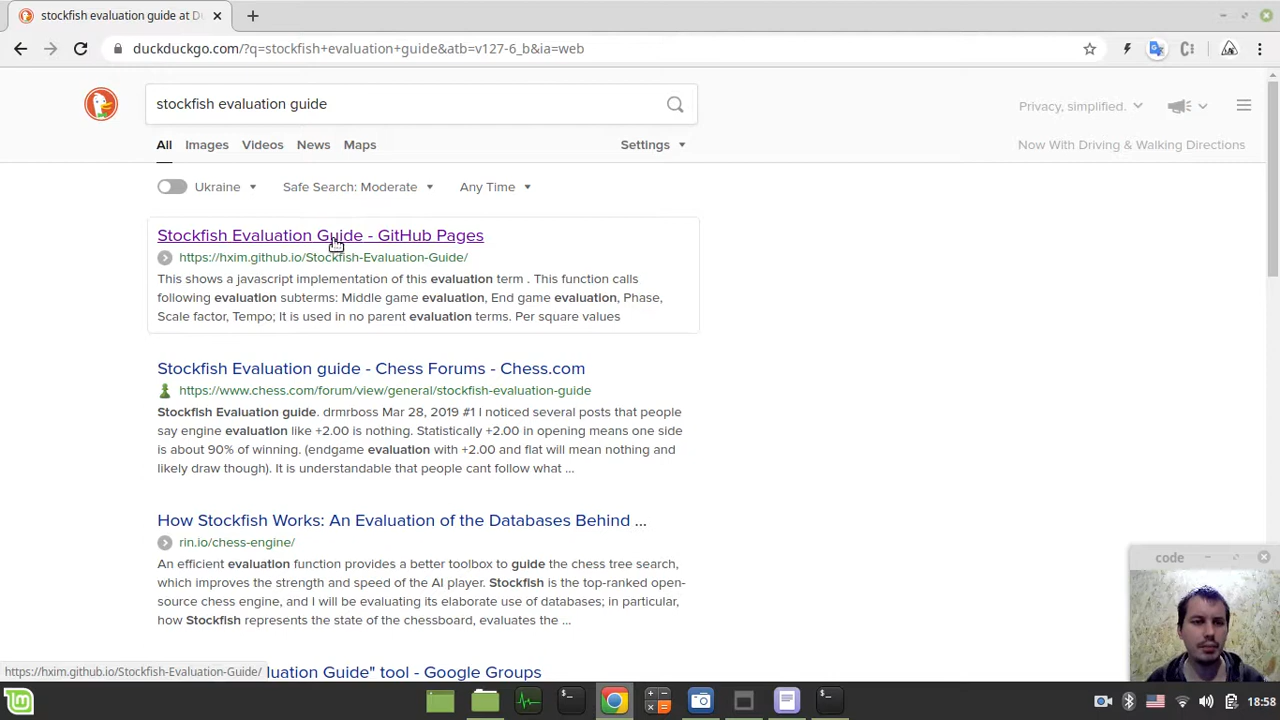 stockfish evaluation guide at D
duckduckgo.com/?q=stockfish+evaluation+guide&atb=v127-6_b&ia=web
stockfish evaluation guide
Privacy, simplified.
All Images Videos News Maps Settings
Now With Driving & Walking Directions
Ukraine Safe Search: Moderate Any Time
Stockfish Evaluation Guide - GitHub Pages
https://hxim.github.io/Stockfish-Evaluation-Guide/
This shows a javascript implementation of this evaluation term . This function calls
following evaluation subterms: Middle game evaluation, End game evaluation, Phase,
Scale factor, Tempo; It is used in no parent evaluation terms. Per square values
Stockfish Evaluation guide - Chess Forums - Chess.com
https://www.chess.com/forum/view/general/stockfish-evaluation-guide
Stockfish Evaluation guide. drmrboss Mar 28, 2019 #1 I noticed several posts that people
say engine evaluation like +2.00 is nothing. Statistically +2.00 in opening means one side
is about 90% of winning. (endgame evaluation with +2.00 and flat will mean nothing and
likely draw though). It is understandable that people cant follow what ...
How Stockfish Works: An Evaluation of the Databases Behind ...
rin.io/chess-engine/
An efficient evaluation function provides a better toolbox to guide the chess tree search,
which improves the strength and speed of the AI player. Stockfish is the top-ranked open-
source chess engine, and I will be evaluating its elaborate use of databases; in particular,
how Stockfish represents the state of the chessboard, evaluates the ...
code
https://hxim.github.io/Stockfish-Evaluation-Guide/
luation Guide" tool - Google Groups
18:58